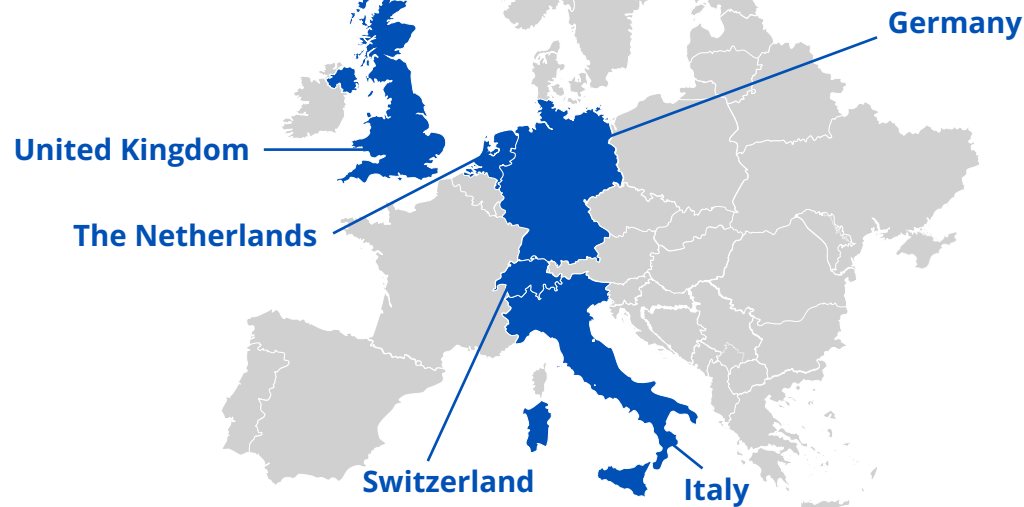 Germany
United Kingdom
The Netherlands
Switzerland
Italy